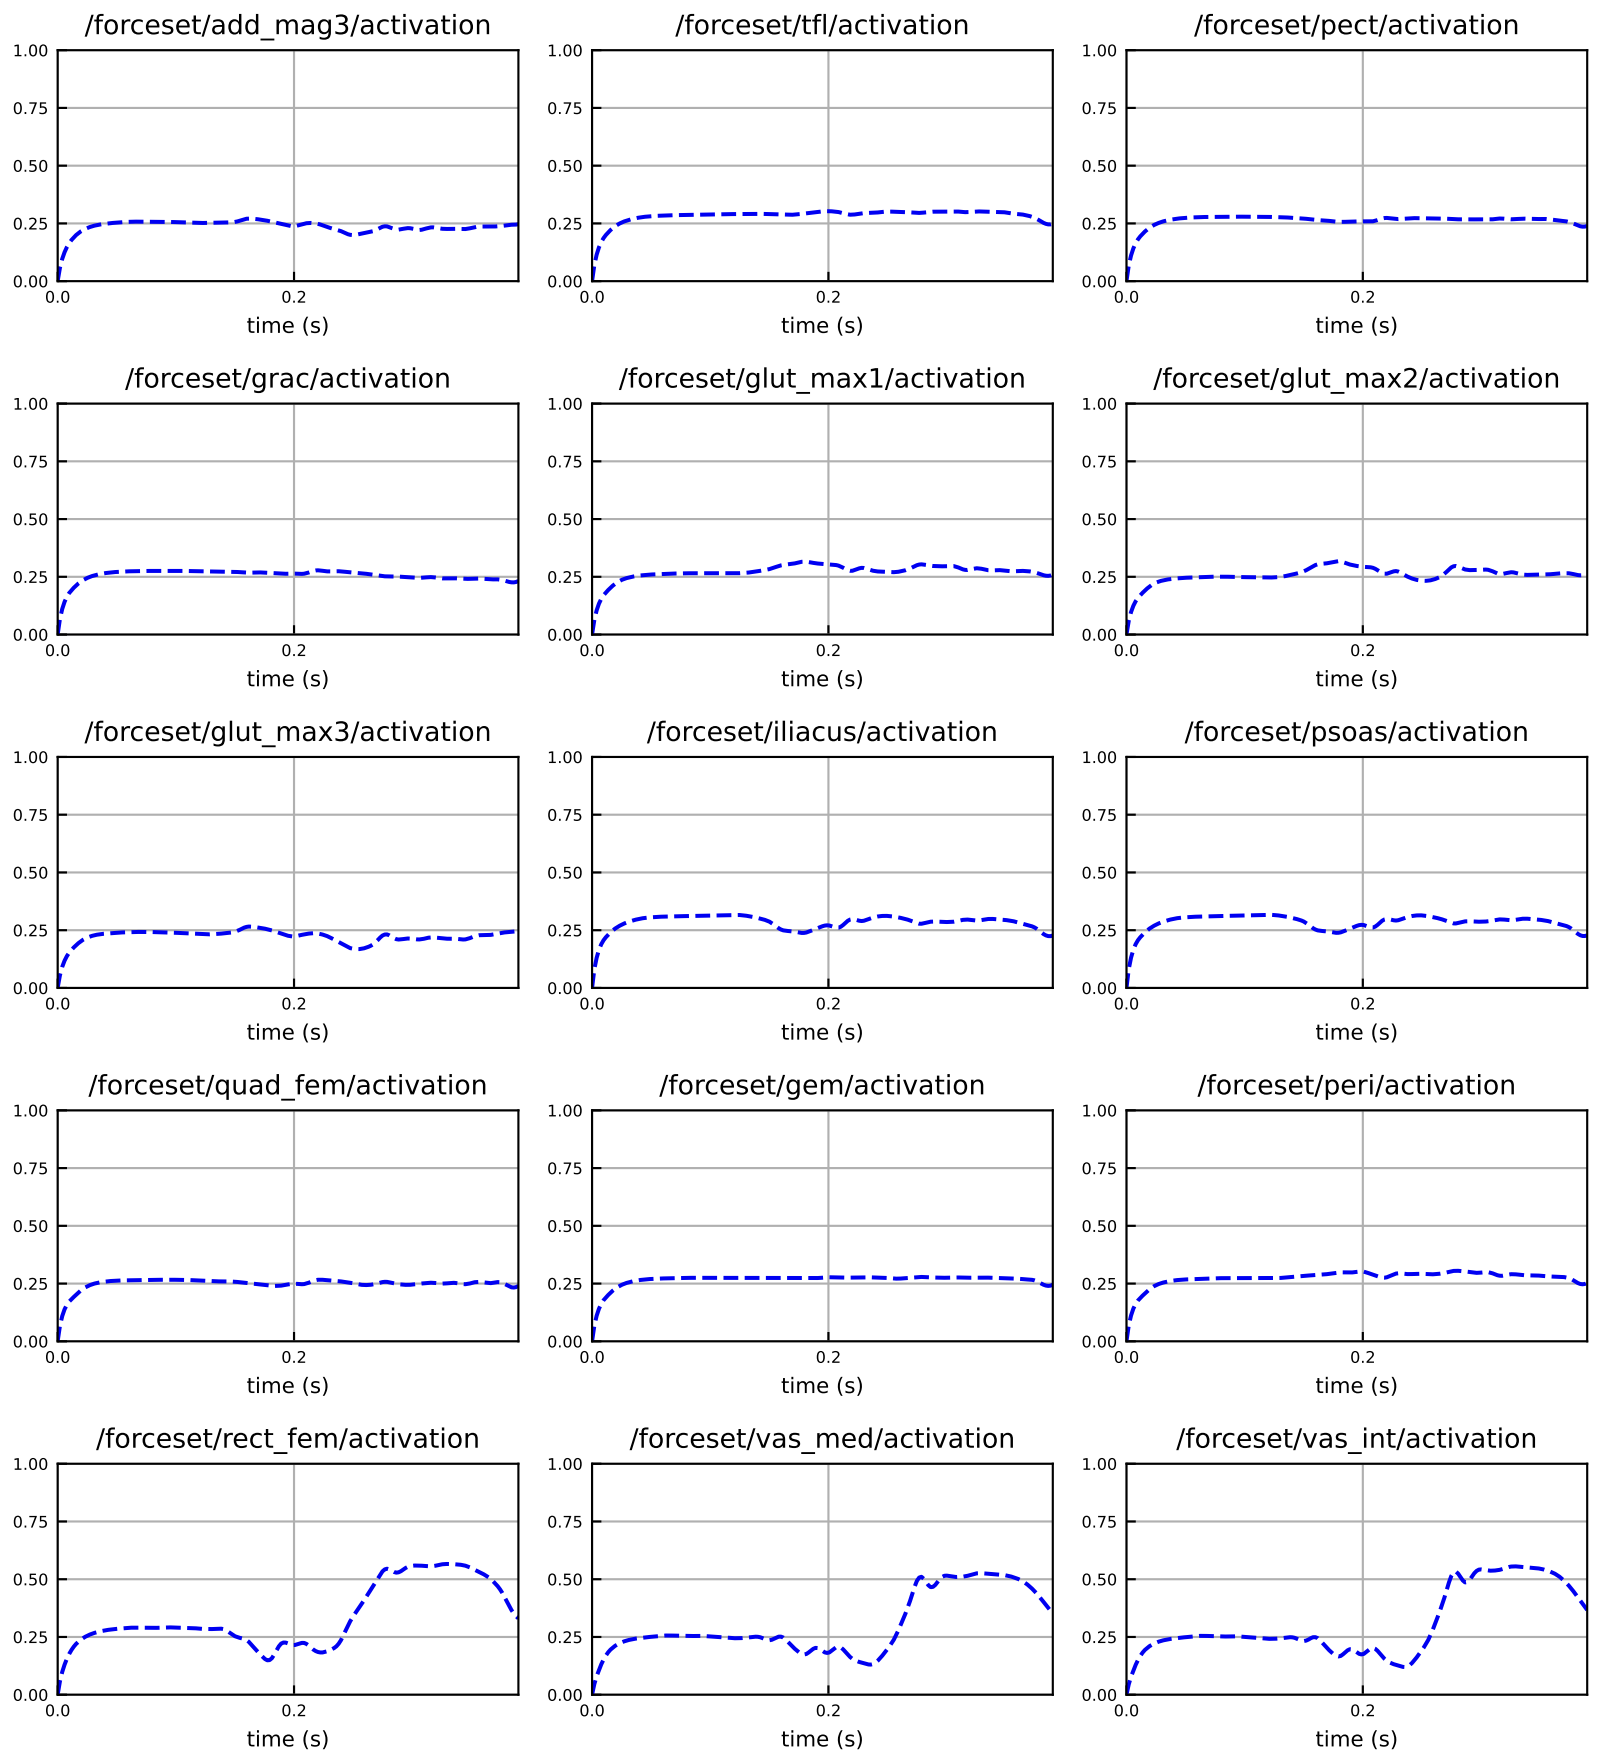 /forceset/add_mag3/activation /forceset/tfl/activation /forceset/pect/activation
1.00 1.00 1.00
0.75 0.75 0.75
0.50 0.50 0.50
0.25 0.25 0.25
0.00 0.00 0.00
0.0 0.2 0.0 0.2 0.0 0.2
time (s) time (s) time (s)
/forceset/grac/activation /forceset/glut_max1/activation /forceset/glut_max2/activation
1.00 1.00 1.00
0.75 0.75 0.75
0.50 0.50 0.50
0.25 0.25 0.25
0.00 0.00 0.00
0.0 0.2 0.0 0.2 0.0 0.2
time (s) time (s) time (s)
/forceset/glut_max3/activation /forceset/iliacus/activation /forceset/psoas/activation
1.00 1.00 1.00
0.75 0.75 0.75
0.50 0.50 0.50
0.25 0.25 0.25
0.00 0.00 0.00
0.0 0.2 0.0 0.2 0.0 0.2
time (s) time (s) time (s)
/forceset/quad_fem/activation /forceset/gem/activation /forceset/peri/activation
1.00 1.00 1.00
0.75 0.75 0.75
0.50 0.50 0.50
0.25 0.25 0.25
0.00 0.00 0.00
0.0 0.2 0.0 0.2 0.0 0.2
time (s) time (s) time (s)
/forceset/rect_fem/activation /forceset/vas_med/activation /forceset/vas_int/activation
1.00 1.00 1.00
0.75 0.75 0.75
0.50 0.50 0.50
0.25 0.25 0.25
0.00 0.00 0.00
0.0 0.2 0.0 0.2 0.0 0.2
time (s) time (s) time (s)